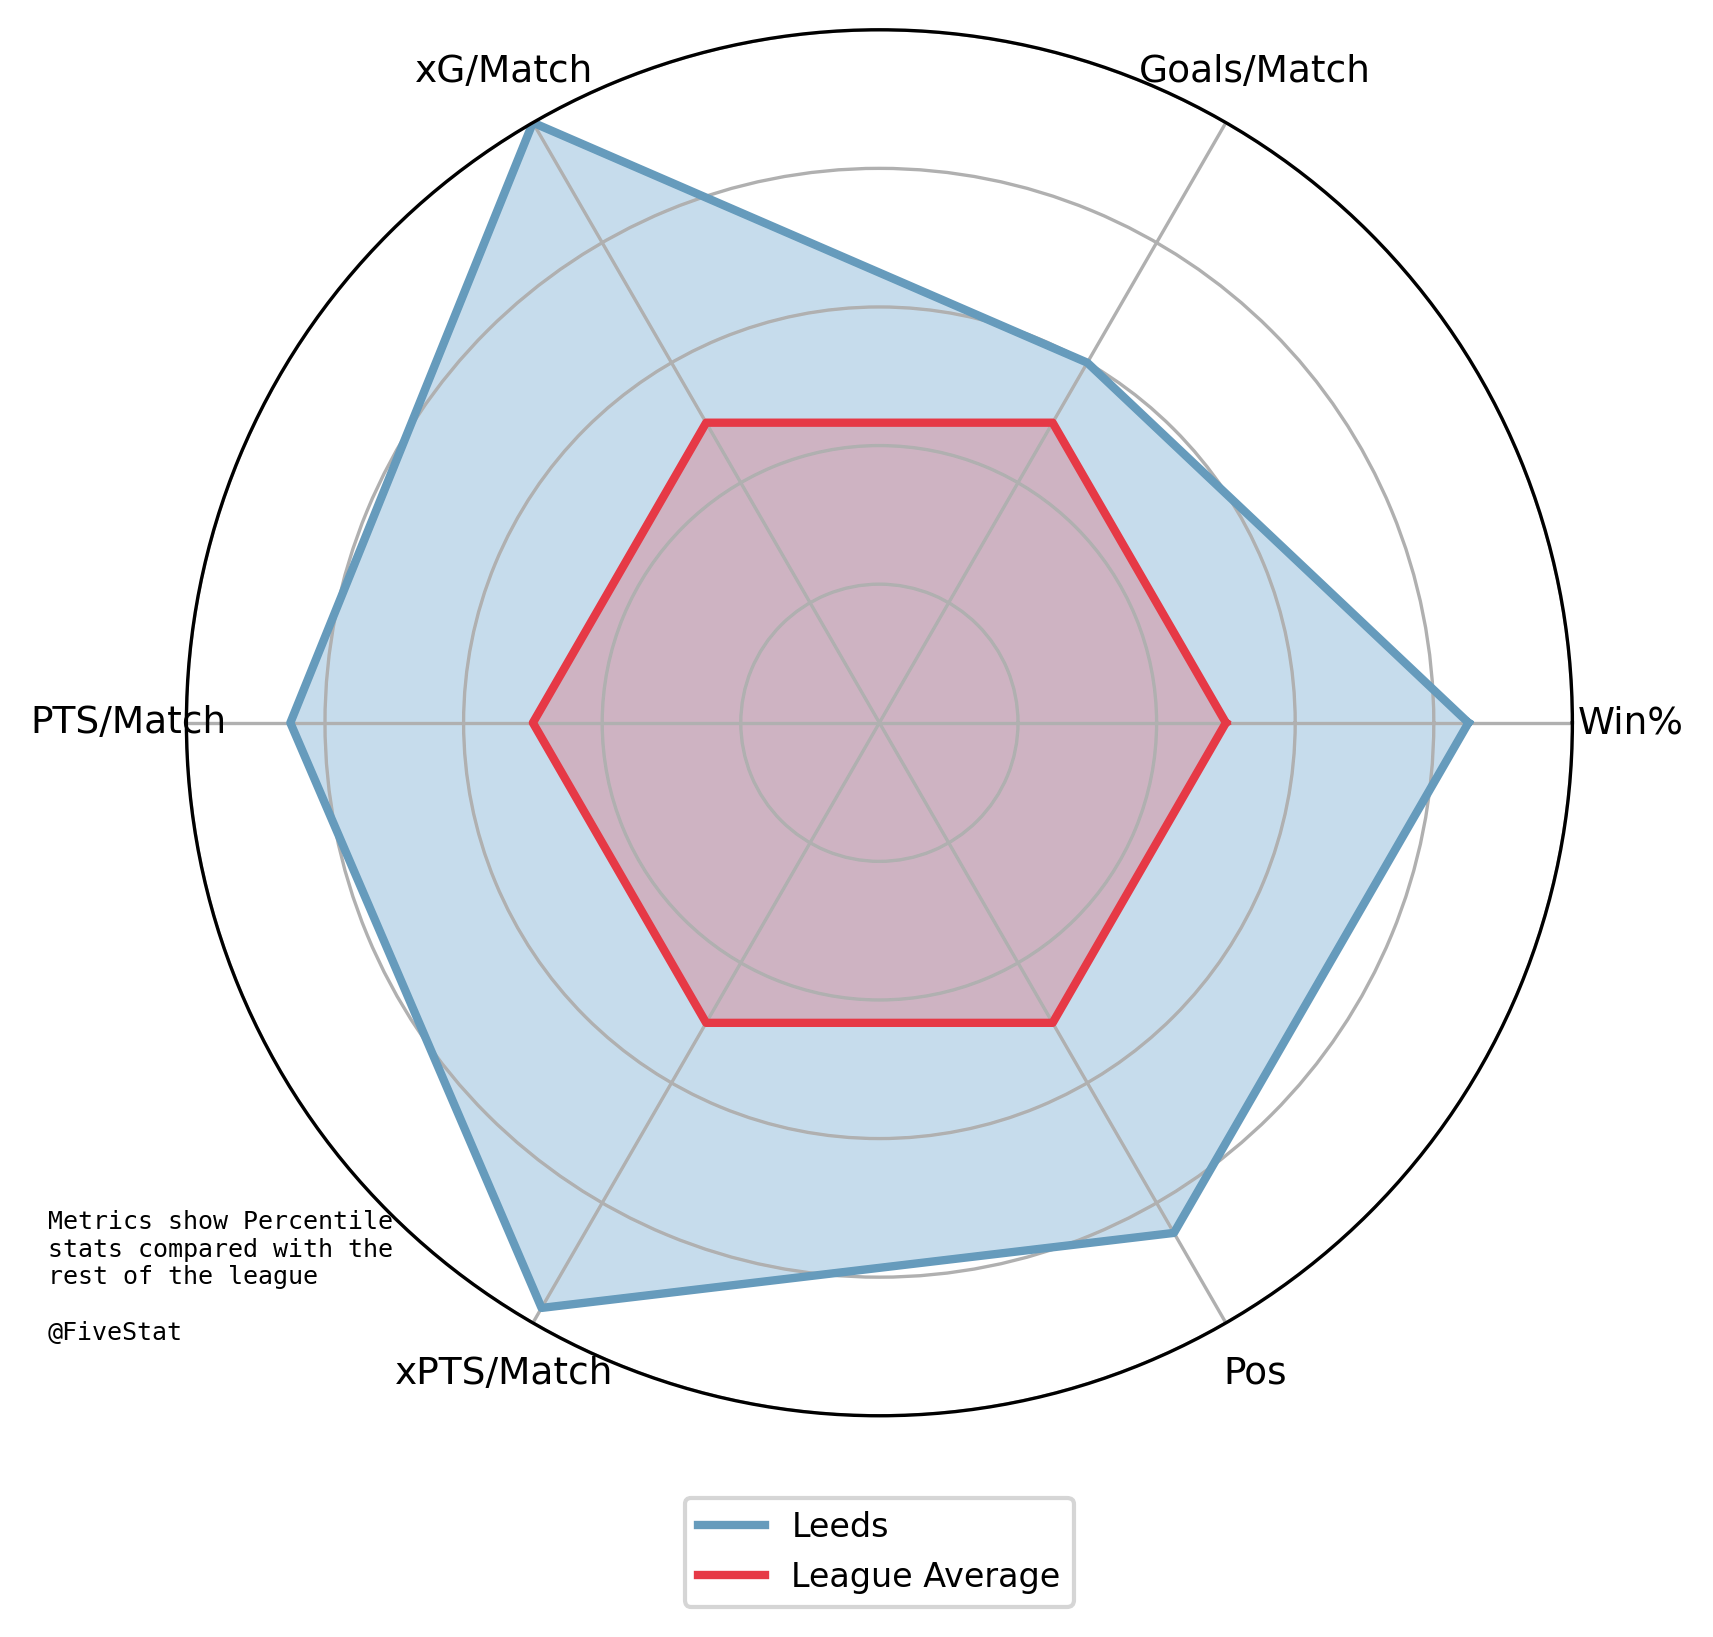 xG/Match
Goals/Match
PTS/Match
Win%
Metrics show Percentile
stats compared with the
rest of the league
@FiveStat
xPTS/Match
Pos
Leeds
League Average